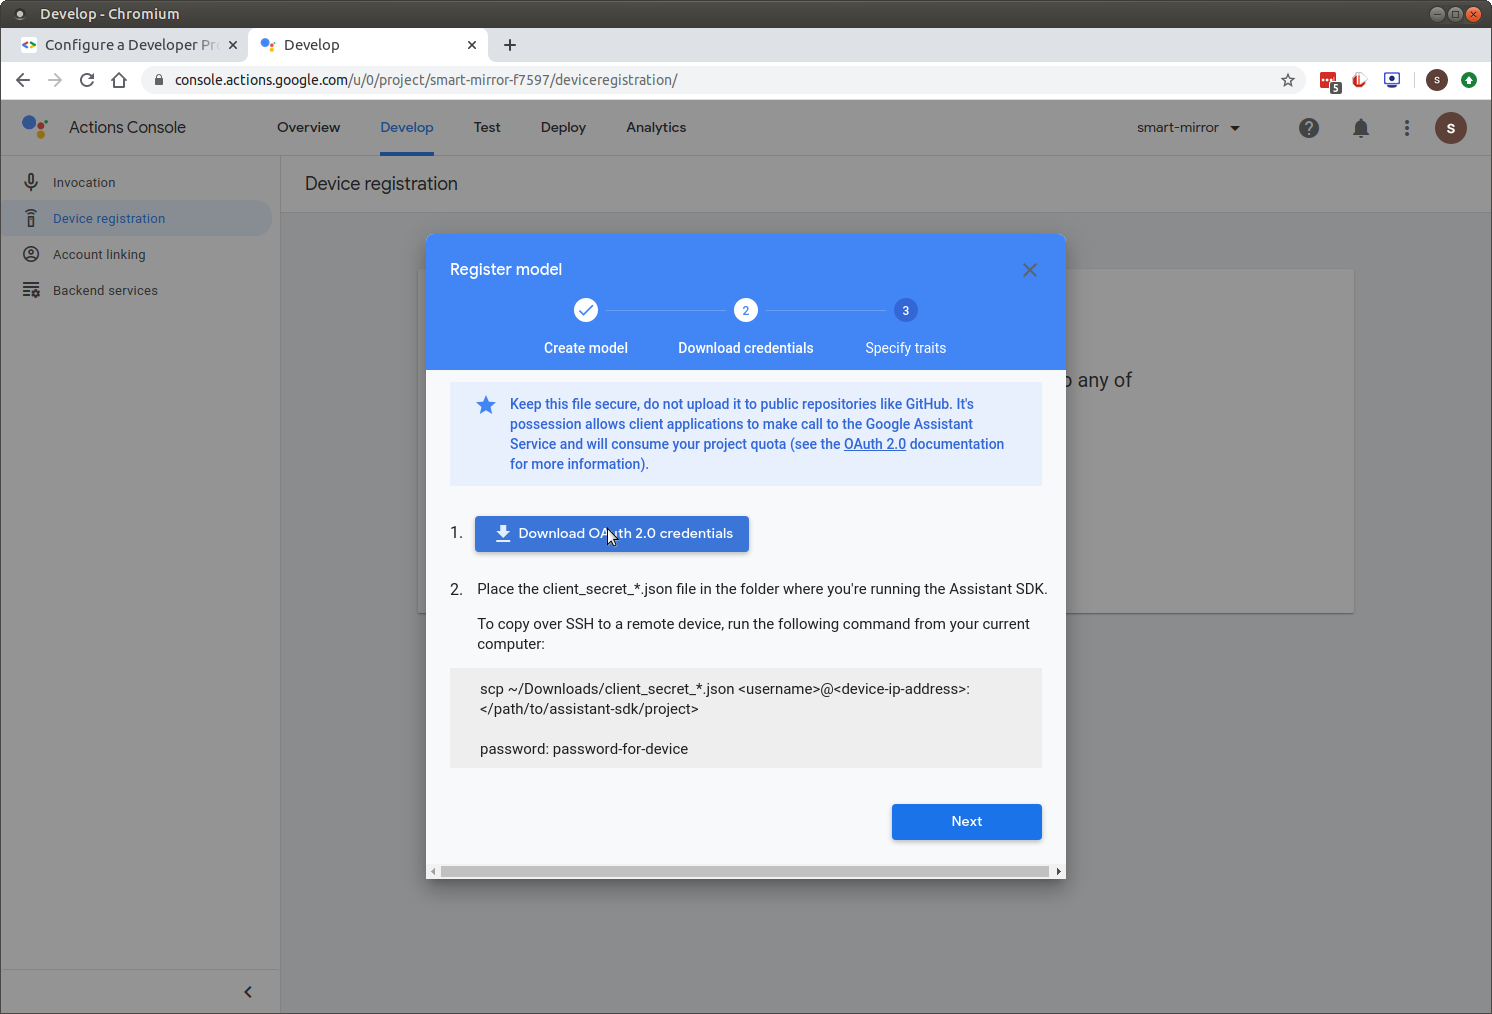 Develop - Chromium
Configure a Developer Pr
Develop
console.actions.google.com/u/0/project/smart-mirror-f7597/deviceregistration/
5
s
Actions Console
Overview
Develop
Test
Deploy
Analytics
smart-mirror
s
Invocation
Device registration
Account linking
Backend services
Device registration
any of
Register model
2
3
Create model
Download credentials
Specify traits
Keep this file secure, do not upload it to public repositories like GitHub. It's
possession allows client applications to make call to the Google Assistant
Service and will consume your project quota (see the OAuth 2.0 documentation
for more information).
1.
Download OAuth 2.0 credentials
2. Place the client_secret_*.json file in the folder where you're running the Assistant SDK.
To copy over SSH to a remote device, run the following command from your current
computer:
scp ~/Downloads/client_secret_*.json <username>@<device-ip-address>:
</path/to/assistant-sdk/project>
password: password-for-device
Next